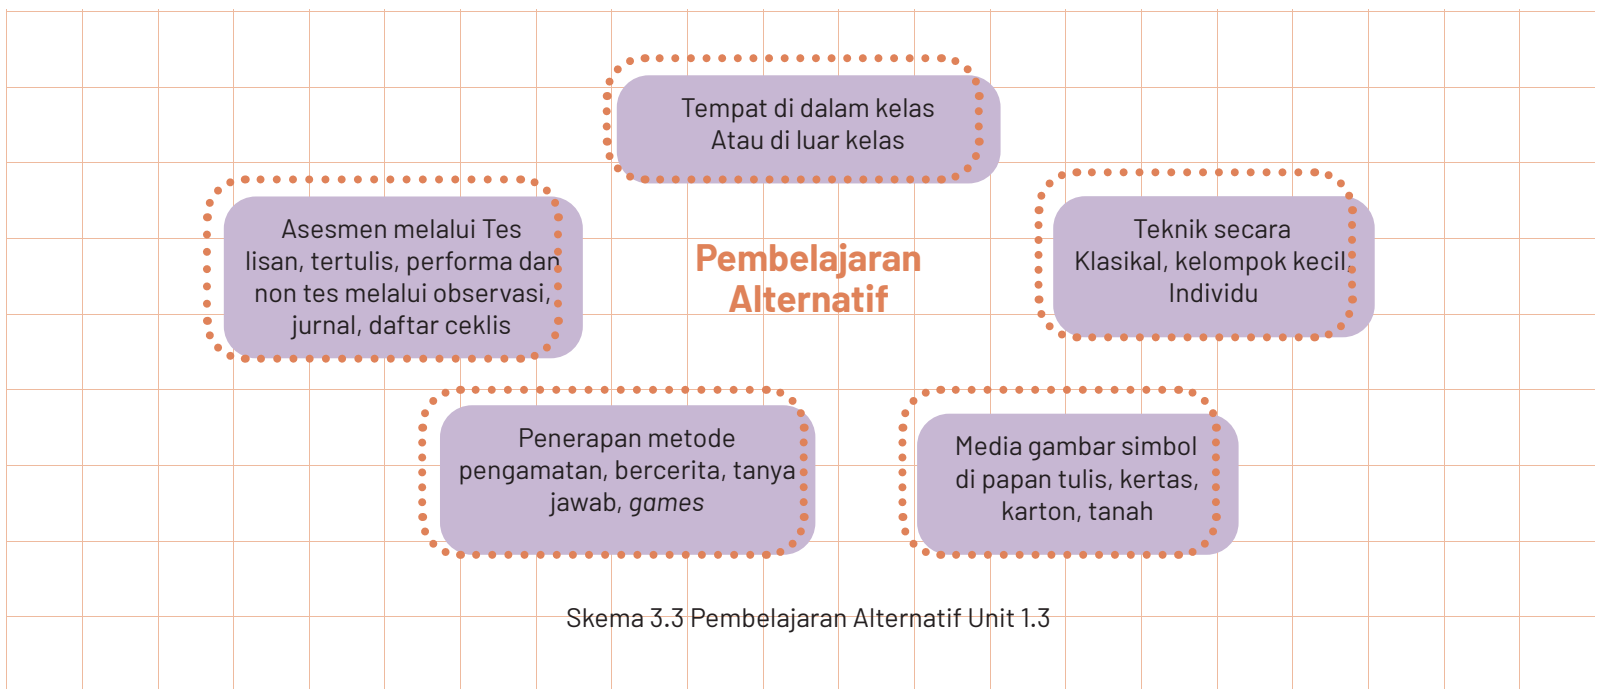 Tempat di dalam kelas
Atau di luar kelas
Asesmen melalui Tes
lisan, tertulis, performa dan
non tes melalui observasi,
jurnal, daftar ceklis
Pembelajaran
Alternatif
Teknik secara
Klasikal, kelompok kecil,
Individu
Penerapan metode
pengamatan, bercerita, tanya
jawab, games
Media gambar simbol
di papan tulis, kertas,
karton, tanah
Skema 3.3 Pembelajaran Alternatif Unit 1.3